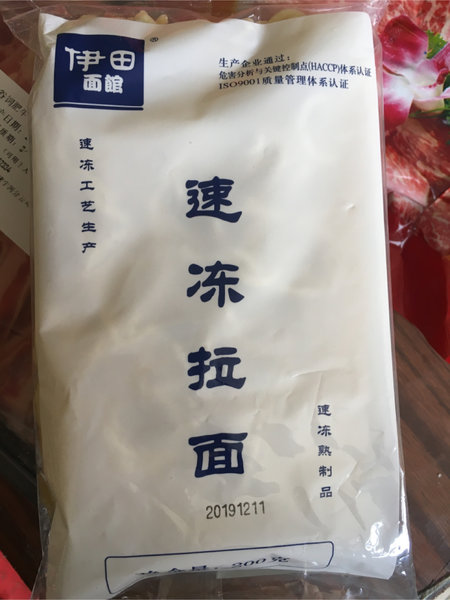 伊田
面館
®
生产企业通过：
危害分析与关键控制点(HACCP)体系认证
ISO9001质量管理体系认证
速冻工艺生产
速冻拉面
速冻熟制品
20191211